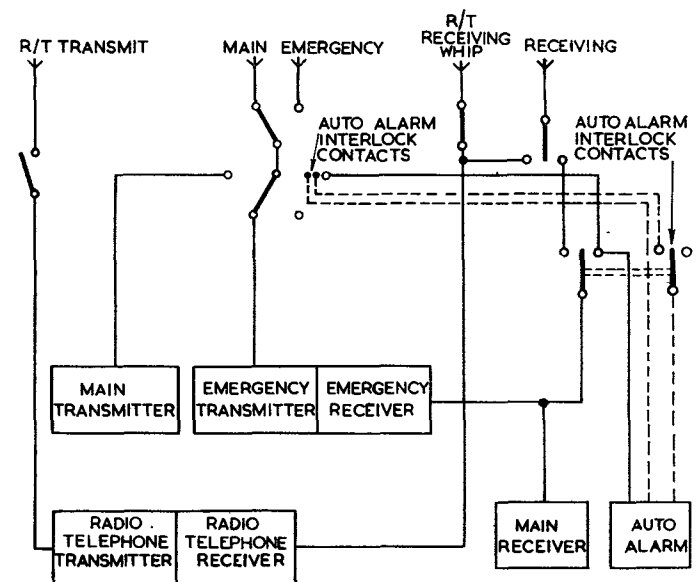 R/T TRANSMIT
MAIN
EMERGENCY
R/T
RECEIVING
WHIP
RECEIVING
AUTO ALARM
INTERLOCK
CONTACTS
AUTO ALARM
INTERLOCK
CONTACTS
MAIN
TRANSMITTER
EMERGENCY
TRANSMITTER
EMERGENCY
RECEIVER
RADIO
TELEPHONE
TRANSMITTER
RADIO
TELEPHONE
RECEIVER
MAIN
RECEIVER
AUTO
ALARM